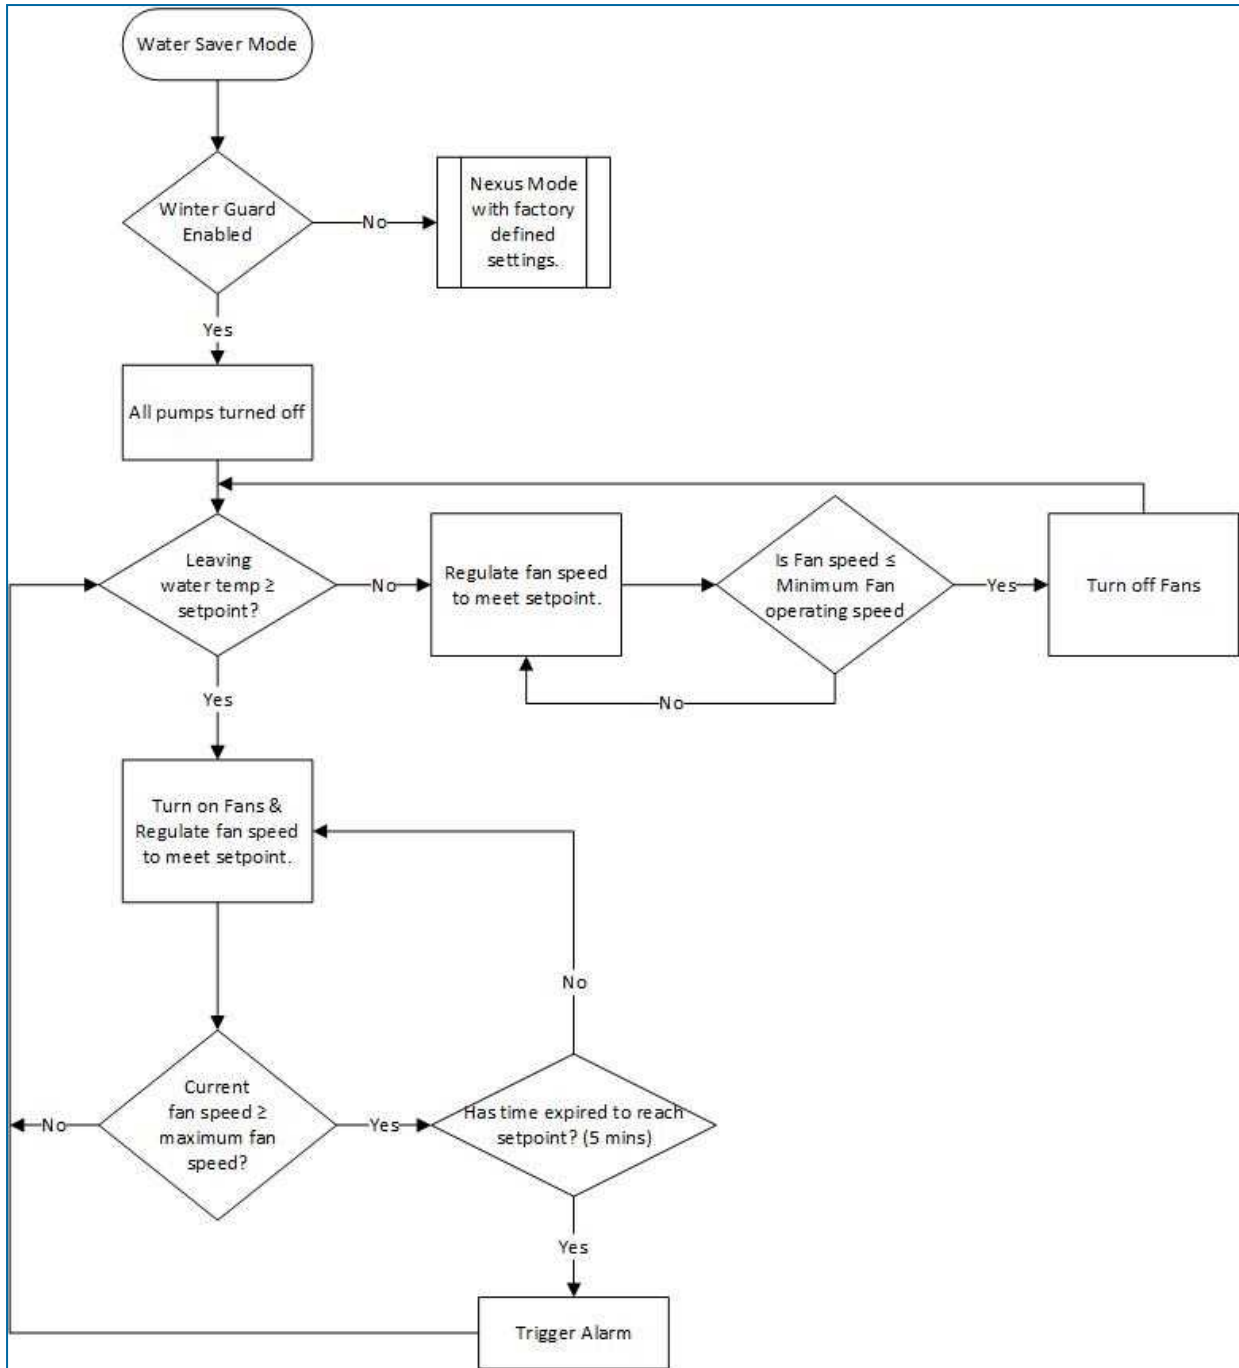 Water Saver Mode
Winter Guard
Enabled
No
Nexus Mode
with factory
defined
settings.
Yes
All pumps turned off
Leaving
water temp ≥
setpoint?
No
Regulate fan speed
to meet setpoint.
Is Fan speed ≤
Minimum Fan
operating speed
Yes
Turn off Fans
No
Yes
Turn on Fans &
Regulate fan speed
to meet setpoint.
No
Current
fan speed ≥
maximum fan
speed?
No
Yes
Has time expired to reach
setpoint? (5 mins)
Yes
Trigger Alarm